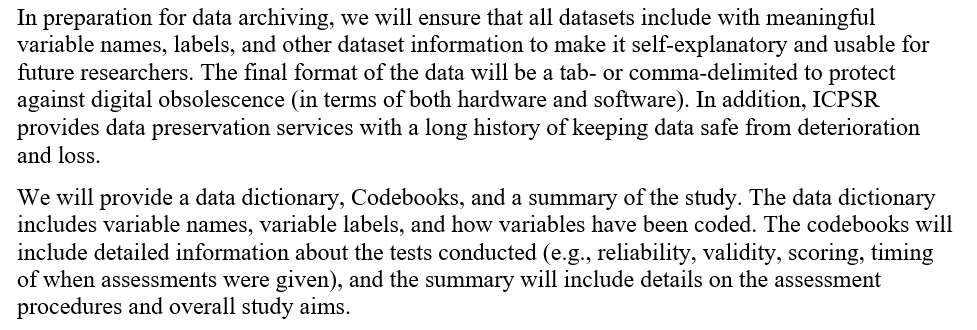 In preparation for data archiving, we will ensure that all datasets include with meaningful
variable names, labels, and other dataset information to make it self-explanatory and usable for
future researchers. The final format of the data will be a tab- or comma-delimited to protect
against digital obsolescence (in terms of both hardware and software). In addition, ICPSR
provides data preservation services with a long history of keeping data safe from deterioration
and loss.
We will provide a data dictionary, Codebooks, and a summary of the study. The data dictionary
includes variable names, variable labels, and how variables have been coded. The codebooks will
include detailed information about the tests conducted (e.g., reliability, validity, scoring, timing
of when assessments were given), and the summary will include details on the assessment
procedures and overall study aims.